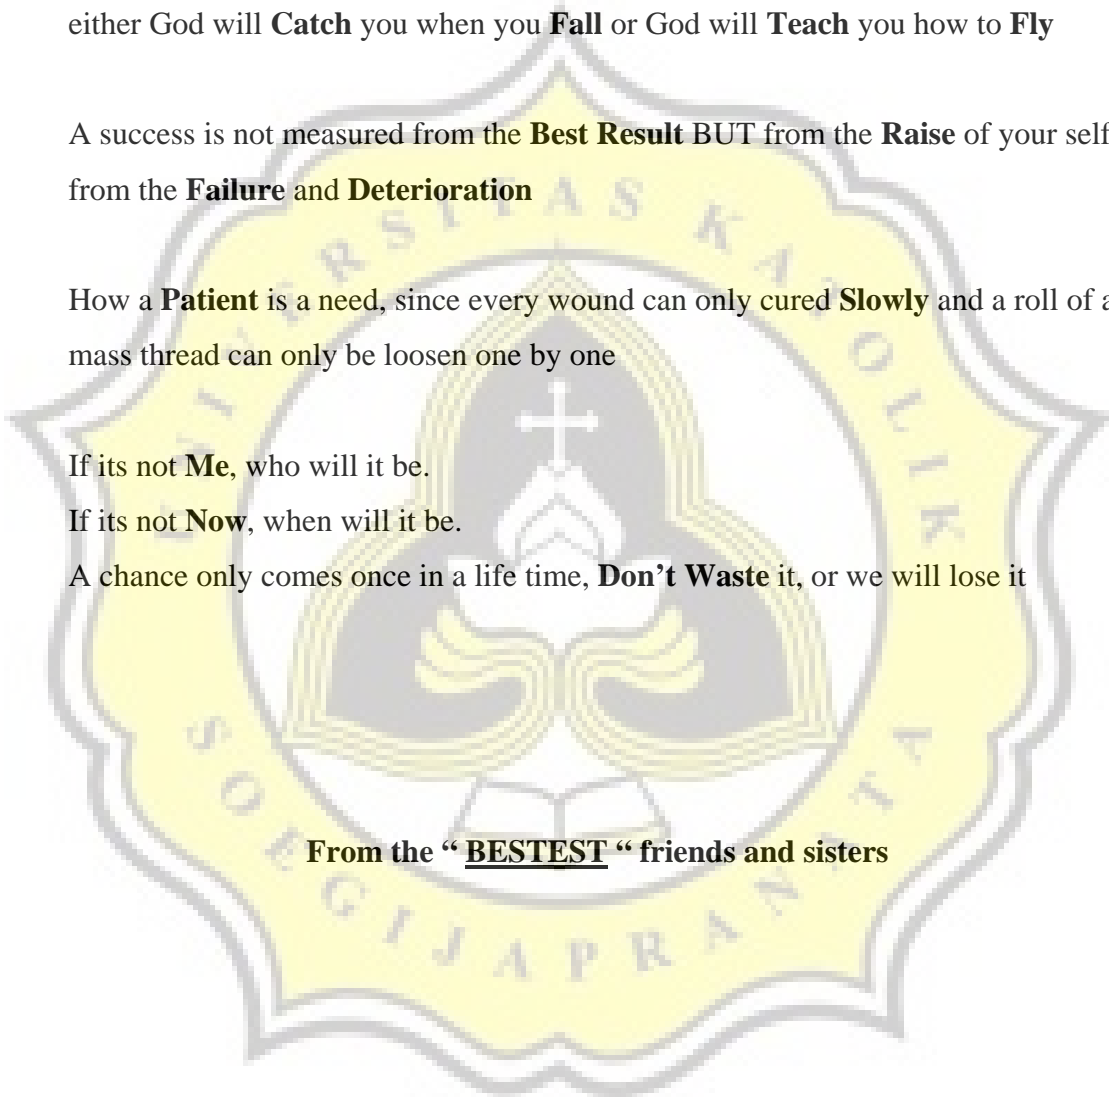 either God will Catch you when you Fall or God will Teach you how to Fly
A success is not measured from the Best Result BUT from the Raise of your self
from the Failure and Deterioration
How a Patient is a need, since every wound can only cured Slowly and a roll of a
mass thread can only be loosen one by one
If its not Me, who will it be.
If its not Now, when will it be.
A chance only comes once in a life time, Don't Waste it, or we will lose it
From the “ BESTEST “ friends and sisters
UNIVERSITAS KATOLIK
SOEGIJAPRANATA